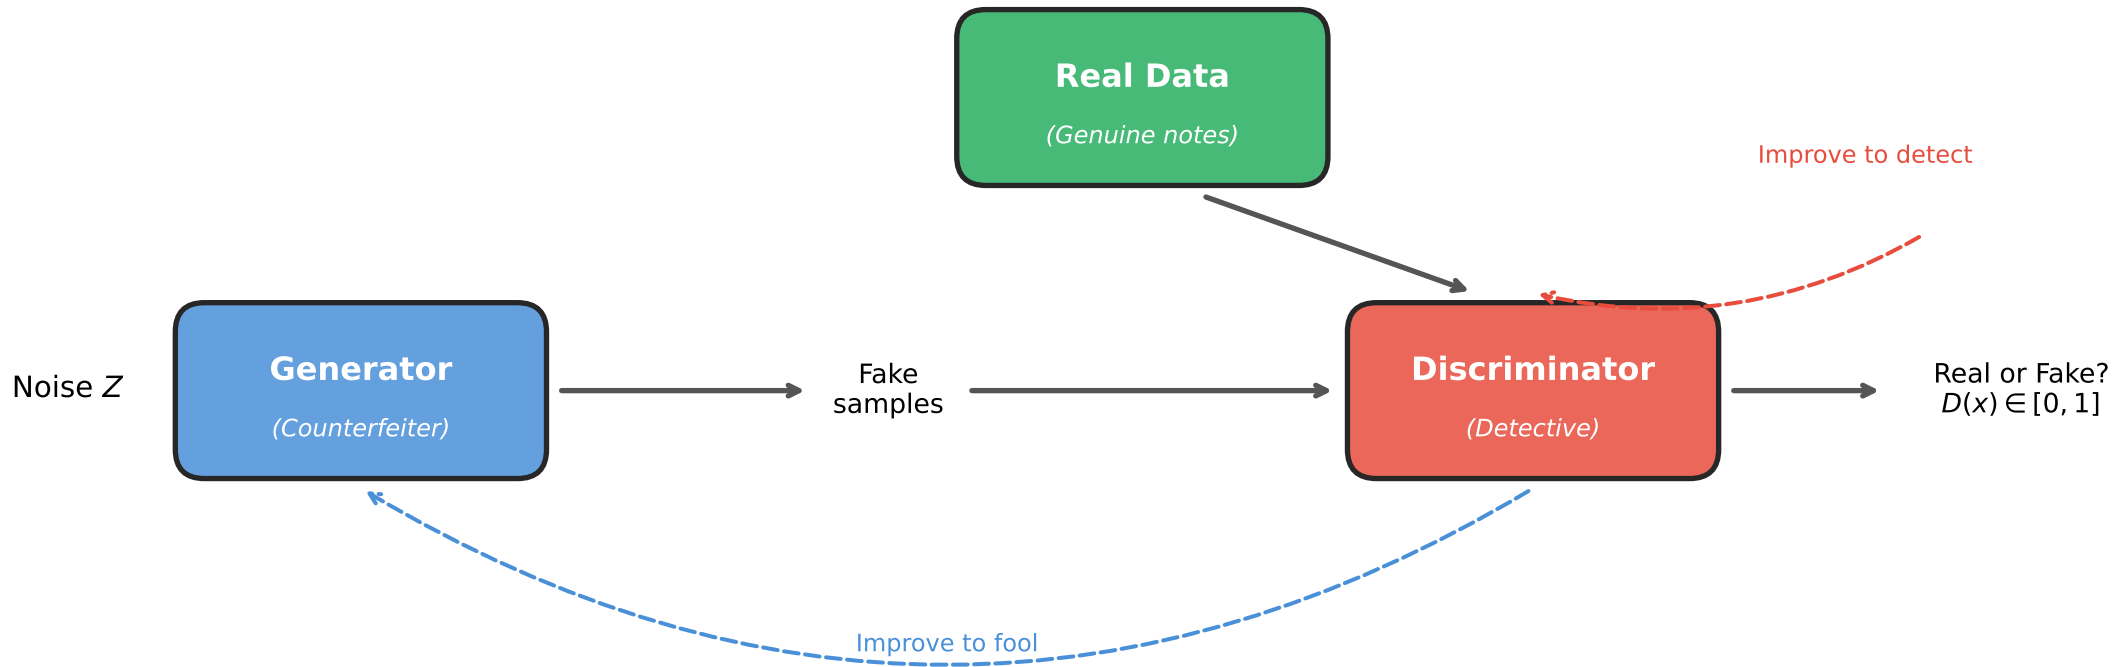 Real Data
(Genuine notes)
Improve to detect
Noise Z
Generator
(Counterfeiter)
Fake
samples
Discriminator
(Detective)
Real or Fake?
D(x) ∈ [0, 1]
Improve to fool